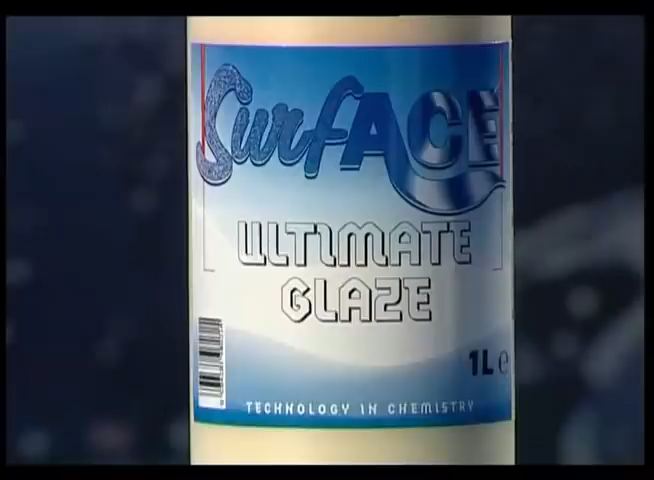 SurfACE
ULTIMATE
GLAZE
1L e
TECHNOLOGY IN CHEMISTRY